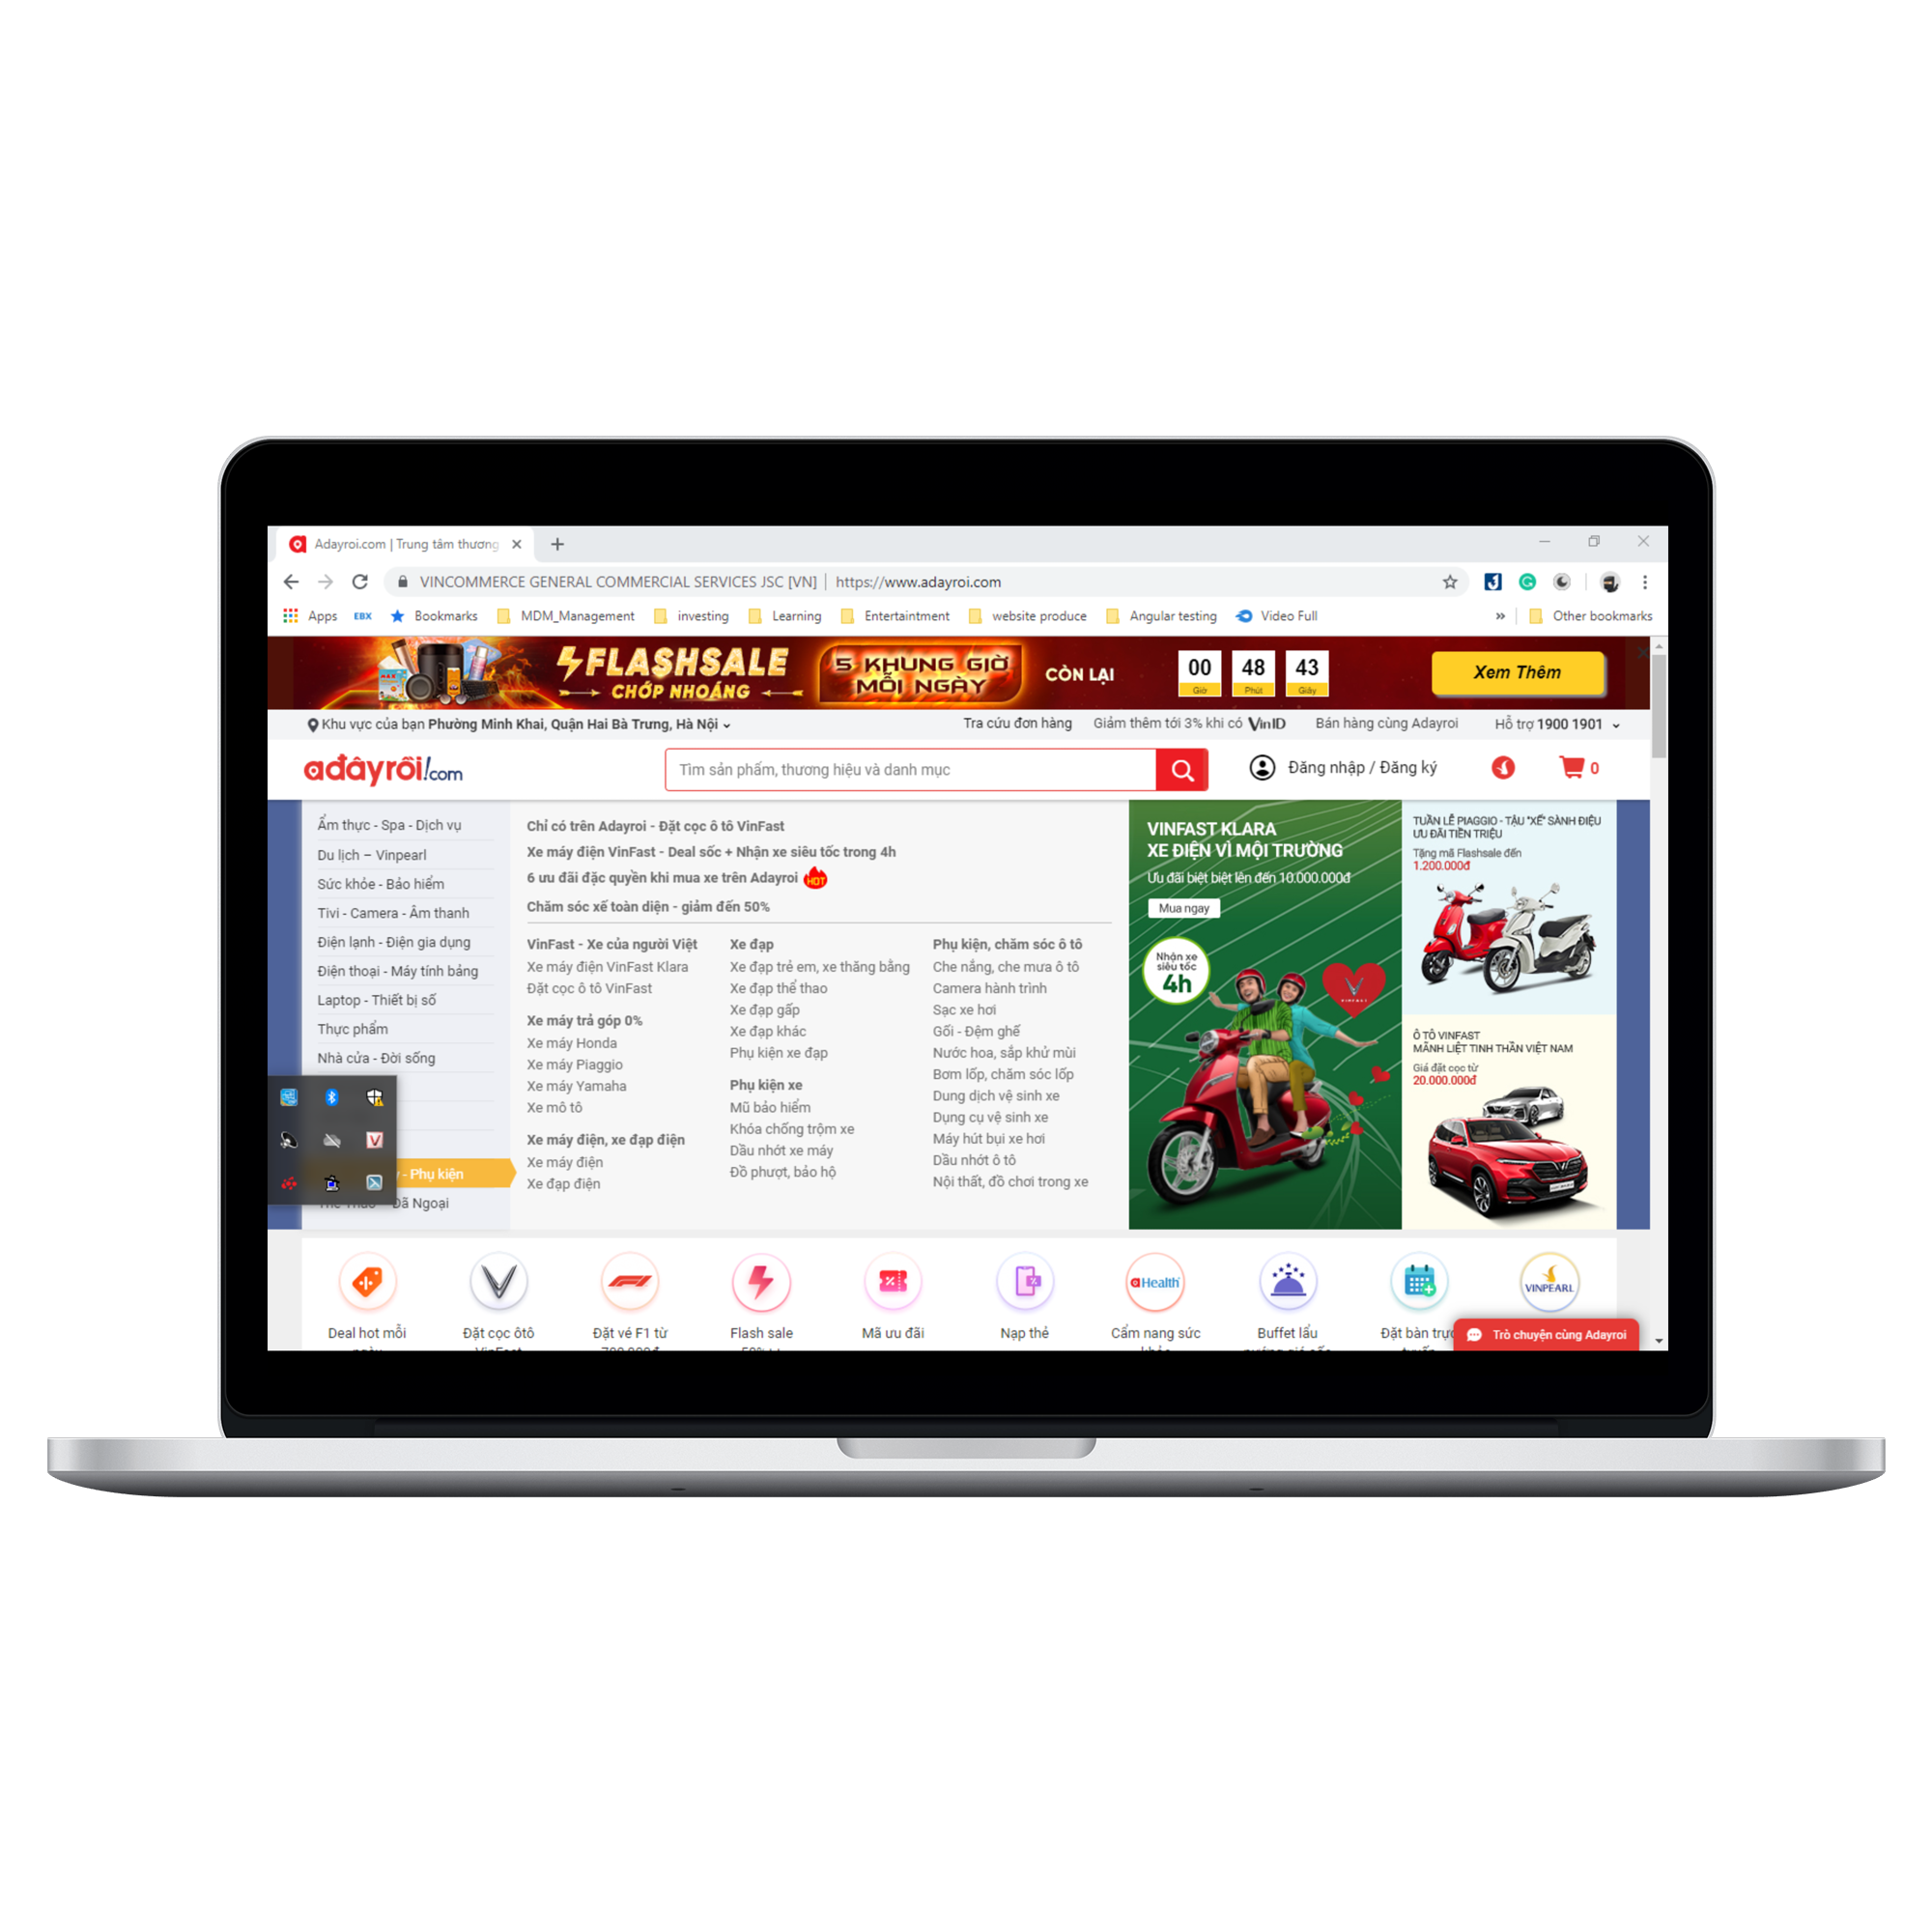 Adayroi.com | Trung tâm thương
VINCOMMERCE GENERAL COMMERCIAL SERVICES JSC [VN] | https://www.adayroi.com
Apps EBX Bookmarks MDM_Management investing Learning Entertaintment website produce Angular testing Video Full » Other bookmarks
FLASHSALE
CHỚP NHOÁNG
5 KHUNG GIỜ
MỖI NGÀY
CÒN LẠI
00 48 43
Giờ Phút Giây
Xem Thêm
Khu vực của bạn Phường Minh Khai, Quận Hai Bà Trưng, Hà Nội
Tra cứu đơn hàng Giảm thêm tới 3% khi có VinID Bán hàng cùng Adayroi Hỗ trợ 1900 1901
ađâyrồi!com
Tìm sản phẩm, thương hiệu và danh mục
Đăng nhập / Đăng ký
0
Ẩm thực - Spa - Dịch vụ
Du lịch – Vinpearl
Sức khỏe - Bảo hiểm
Tivi - Camera - Âm thanh
Điện lạnh - Điện gia dụng
Điện thoại - Máy tính bảng
Laptop - Thiết bị số
Thực phẩm
Nhà cửa - Đời sống
- Phụ kiện
Dã Ngoại
Chỉ có trên Adayroi - Đặt cọc ô tô VinFast
Xe máy điện VinFast - Deal sốc + Nhận xe siêu tốc trong 4h
6 ưu đãi đặc quyền khi mua xe trên Adayroi HOT
Chăm sóc xế toàn diện - giảm đến 50%
VinFast - Xe của người Việt
Xe máy điện VinFast Klara
Đặt cọc ô tô VinFast
Xe máy trả góp 0%
Xe máy Honda
Xe máy Piaggio
Xe máy Yamaha
Xe mô tô
Xe máy điện, xe đạp điện
Xe máy điện
Xe đạp điện
Xe đạp
Xe đạp trẻ em, xe thăng bằng
Xe đạp thể thao
Xe đạp gấp
Xe đạp khác
Phụ kiện xe đạp
Phụ kiện xe
Mũ bảo hiểm
Khóa chống trộm xe
Dầu nhớt xe máy
Đồ phượt, bảo hộ
Phụ kiện, chăm sóc ô tô
Che nắng, che mưa ô tô
Camera hành trình
Sạc xe hơi
Gối - Đệm ghế
Nước hoa, sáp khử mùi
Bơm lốp, chăm sóc lốp
Dung dịch vệ sinh xe
Dụng cụ vệ sinh xe
Máy hút bụi xe hơi
Dầu nhớt ô tô
Nội thất, đồ chơi trong xe
VINFAST KLARA
XE ĐIỆN VÌ MÔI TRƯỜNG
Ưu đãi biệt biệt lên đến 10.000.000đ
Mua ngay
Nhận xe
siêu tốc
4h
VINFAST
TUẦN LỄ PIAGGIO - TẬU "XẾ" SÀNH ĐIỆU
ƯU ĐÃI TIỀN TRIỆU
Tặng mã Flashsale đến
1.200.000đ
Ô TÔ VINFAST
MÃNH LIỆT TINH THẦN VIỆT NAM
Giá đặt cọc từ
20.000.000đ
aHealth
VINPEARL
Deal hot mỗi Đặt cọc ôtô Đặt vé F1 từ Flash sale Mã ưu đãi Nạp thẻ Cẩm nang sức Buffet lẩu Đặt bàn trực
Trò chuyện cùng Adayroi